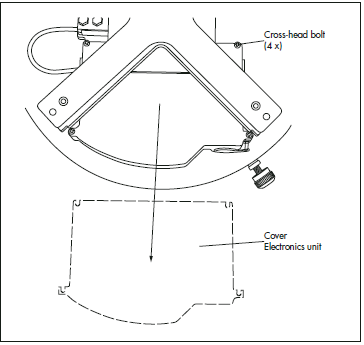 Cross-head bolt
(4 x)
Cover
Electronics unit